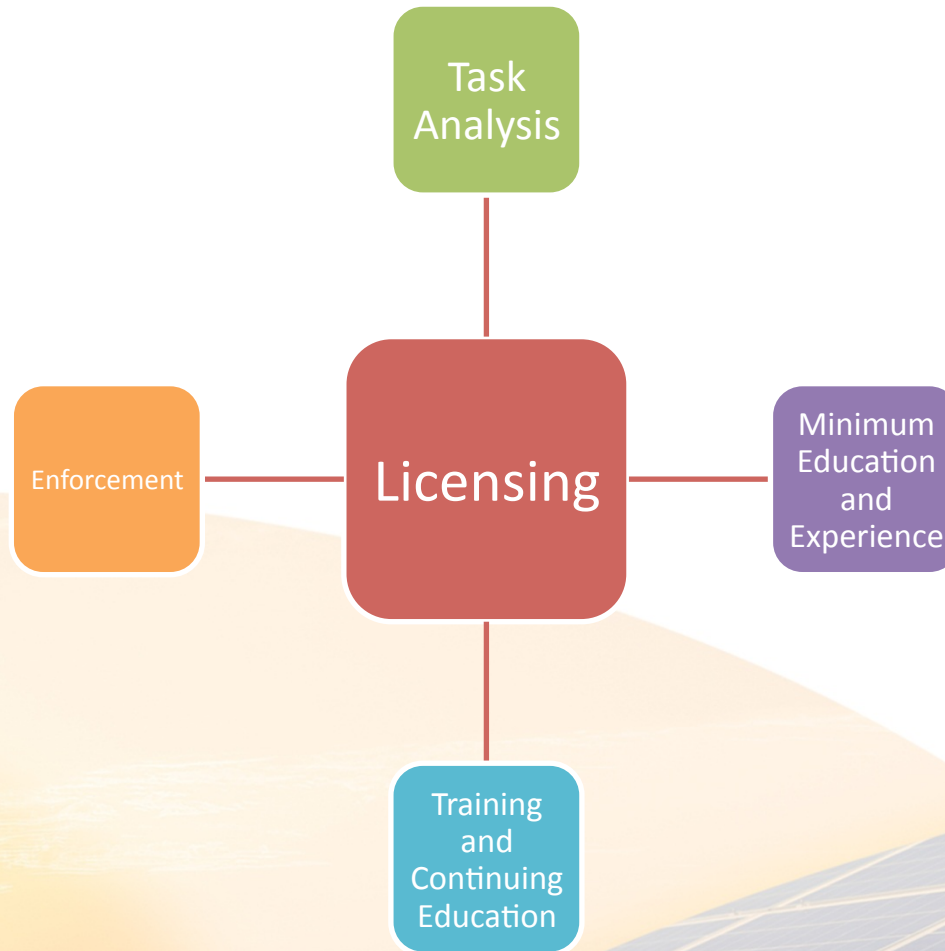 Task
Analysis
Enforcement
Licensing
Minimum
Education
and
Experience
Training
and
Continuing
Education